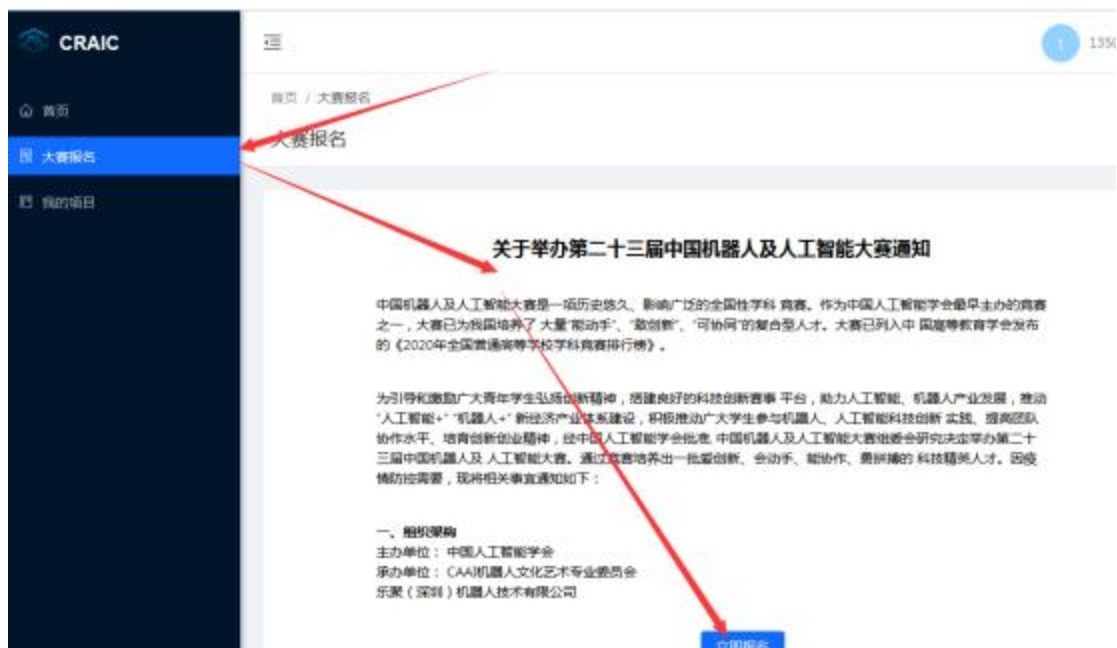 CRAIC
1350
首页
首页 / 大赛报名
大赛报名
大赛报名
我的项目
关于举办第二十三届中国机器人及人工智能大赛通知
中国机器人及人工智能大赛是一项历史悠久、影响广泛的全国性学科 竞赛。作为中国人工智能学会最早主办的竞赛
之一，大赛已为我国培养了 大量"能动手"、"敢创新"、"可协同"的复合型人才。大赛已列入中 国高等教育学会发布
的《2020年全国普通高等学校学科竞赛排行榜》。
为引导和激励广大青年学生弘扬创新精神，搭建良好的科技创新赛事 平台，助力人工智能、机器人产业发展，推动
"人工智能+" "机器人+" 新经济产业体系建设，积极推动广大学生参与机器人、人工智能科技创新 实践、提高团队
协作水平、培育创新创业精神，经中国人工智能学会批准 中国机器人及人工智能大赛组委会研究决定举办第二十
三届中国机器人及 人工智能大赛。通过竞赛培养出一批爱创新、会动手、能协作、勇拼搏的 科技精英人才。因疫
情防控需要，现将相关事宜通知如下：
一、组织架构
主办单位： 中国人工智能学会
承办单位： CAAI机器人文化艺术专业委员会
乐聚（深圳）机器人技术有限公司
立即报名